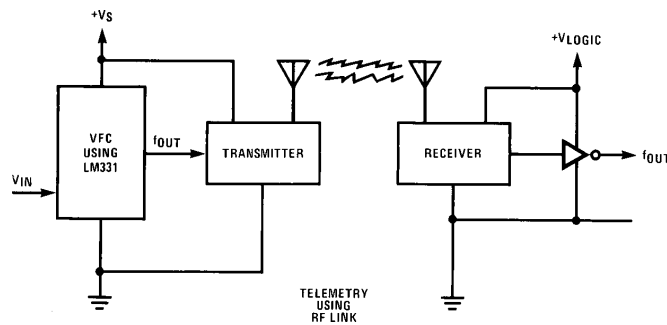 +VS
+VLOGIC
VFC
USING
LM331
fOUT
TRANSMITTER
RECEIVER
fOUT
VIN
TELEMETRY
USING
RF LINK